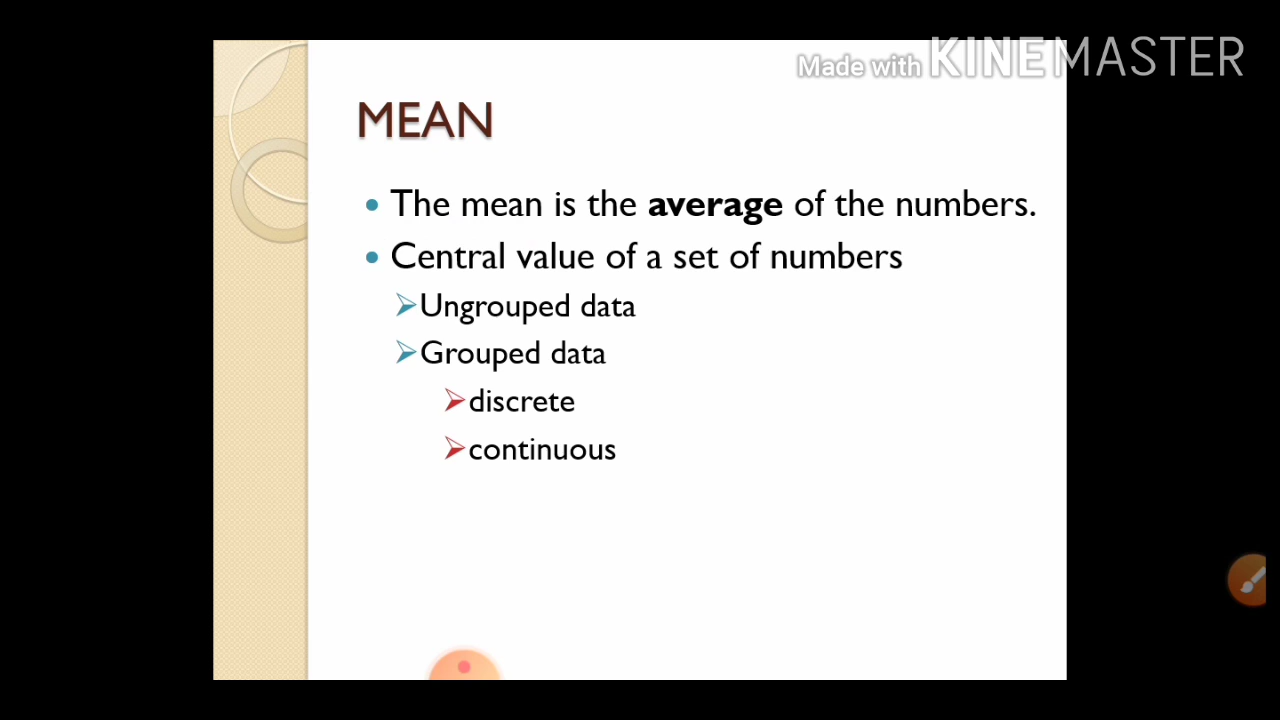 Made with KINEMASTER
MEAN
The mean is the average of the numbers.
Central value of a set of numbers
Ungrouped data
Grouped data
discrete
continuous